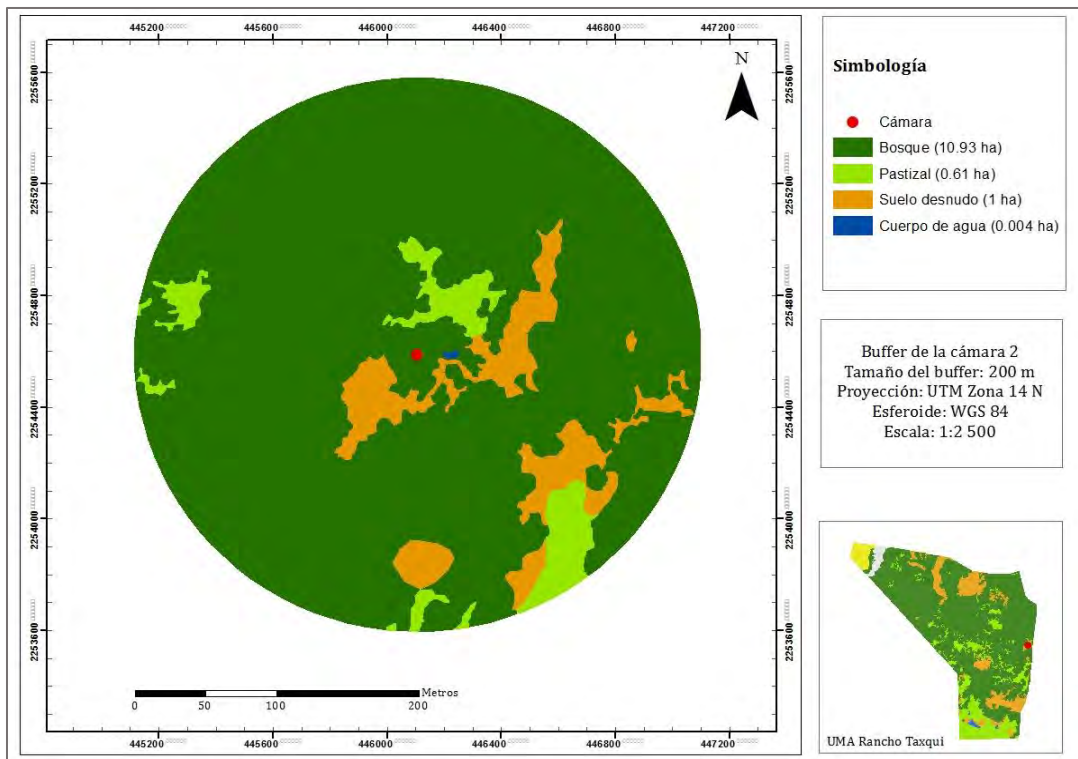 445200 445600 446000 446400 446800 447200
2255600 2255200 2254800 2254400 2254000 2253600
N
2255600 2255200 2254800 2254400 2254000 2253600
Metros
0 50 100 200
445200 445600 446000 446400 446800 447200
Simbología
Cámara
Bosque (10.93 ha)
Pastizal (0.61 ha)
Suelo desnudo (1 ha)
Cuerpo de agua (0.004 ha)
Buffer de la cámara 2
Tamaño del buffer: 200 m
Proyección: UTM Zona 14 N
Esferoide: WGS 84
Escala: 1:2 500
UMA Rancho Taxqui